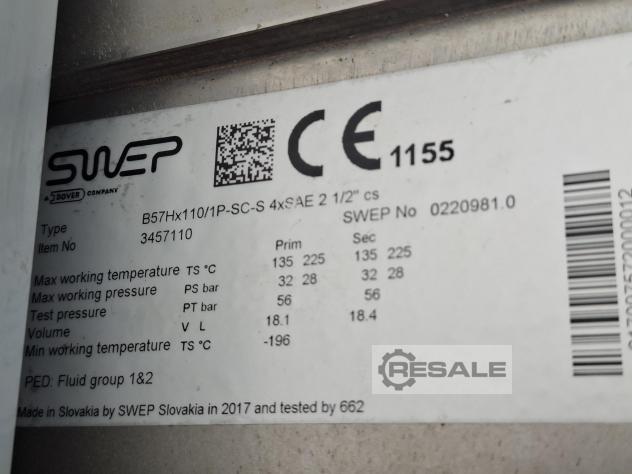 SWEP
A DOVER COMPANY
CE 1155
Type B57Hx110/1P-SC-S 4xSAE 2 1/2" cs
Item No 3457110 SWEP No 0220981.0
Prim Sec
Max working temperature TS °C 135 225 135 225
Max working pressure PS bar 32 28 32 28
Test pressure PT bar 56 56
Volume V L 18.1 18.4
Min working temperature TS °C -196
PED: Fluid group 1&2
Made in Slovakia by SWEP Slovakia in 2017 and tested by 662
RESALE